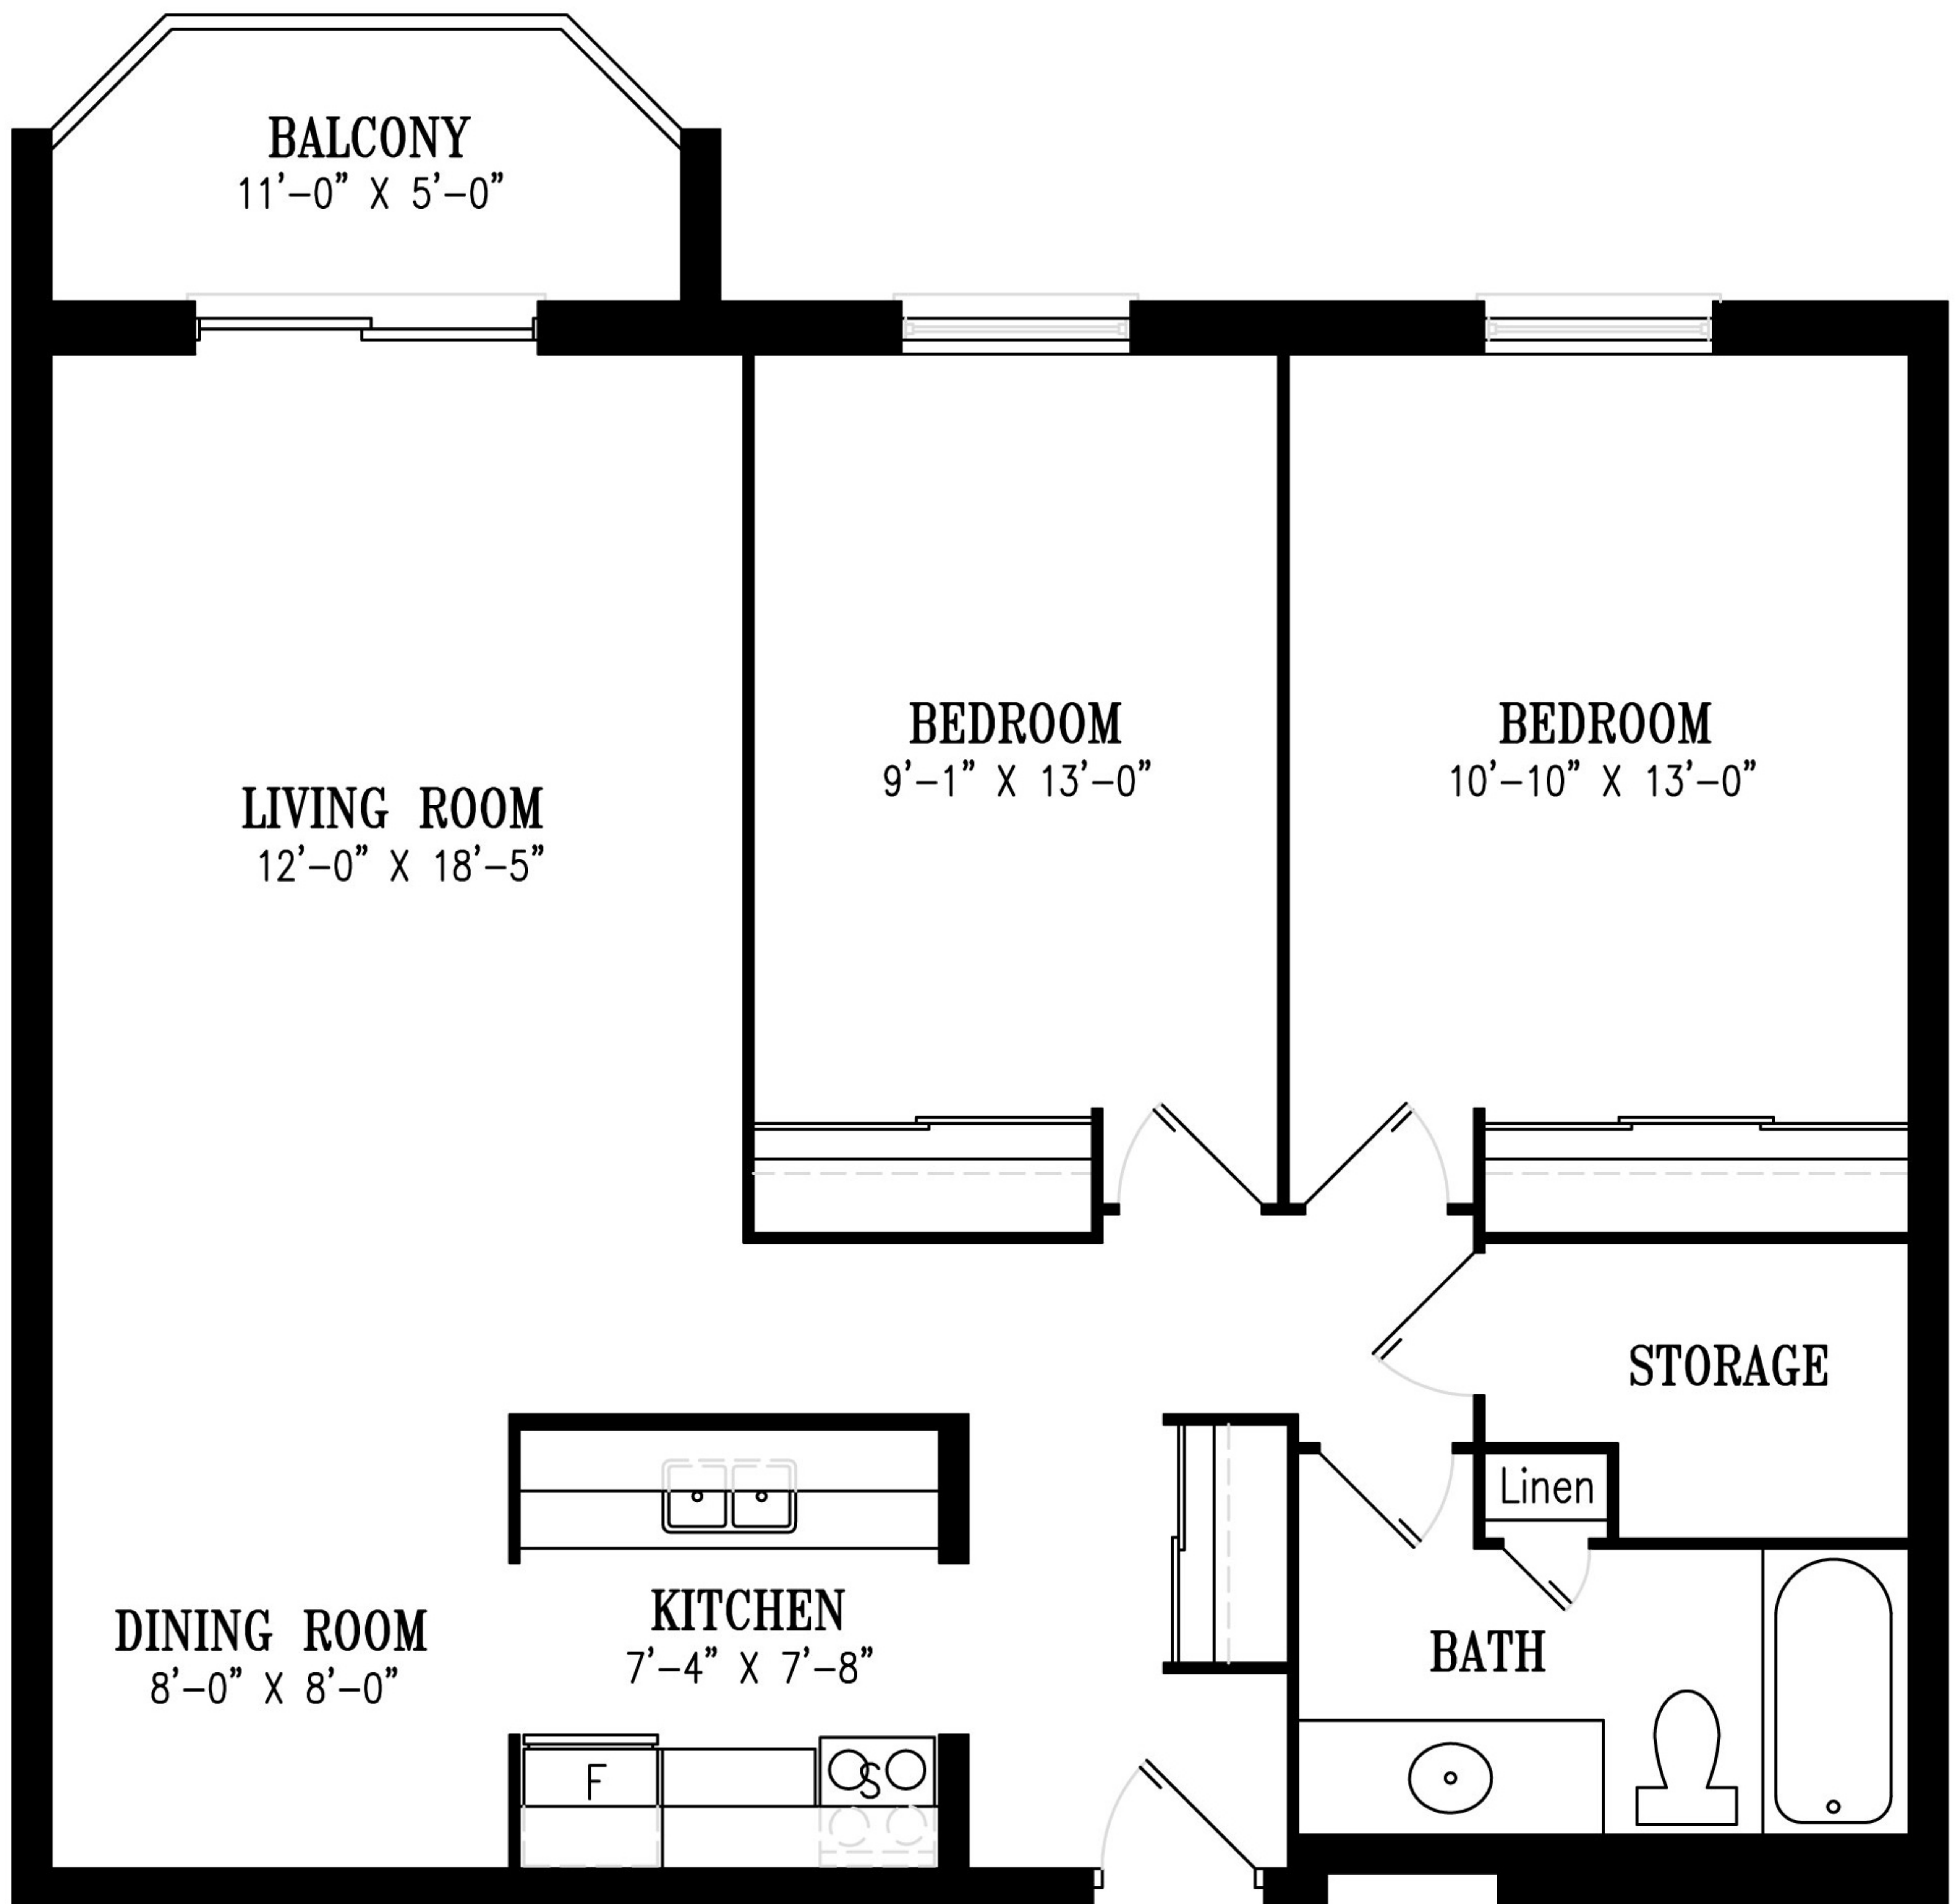 BALCONY
11'-0" X 5'-0"
BEDROOM
9'-1" X 13'-0"
BEDROOM
10'-10" X 13'-0"
LIVING ROOM
12'-0" X 18'-5"
STORAGE
Linen
KITCHEN
7'-4" X 7'-8"
DINING ROOM
8'-0" X 8'-0"
BATH
F
S